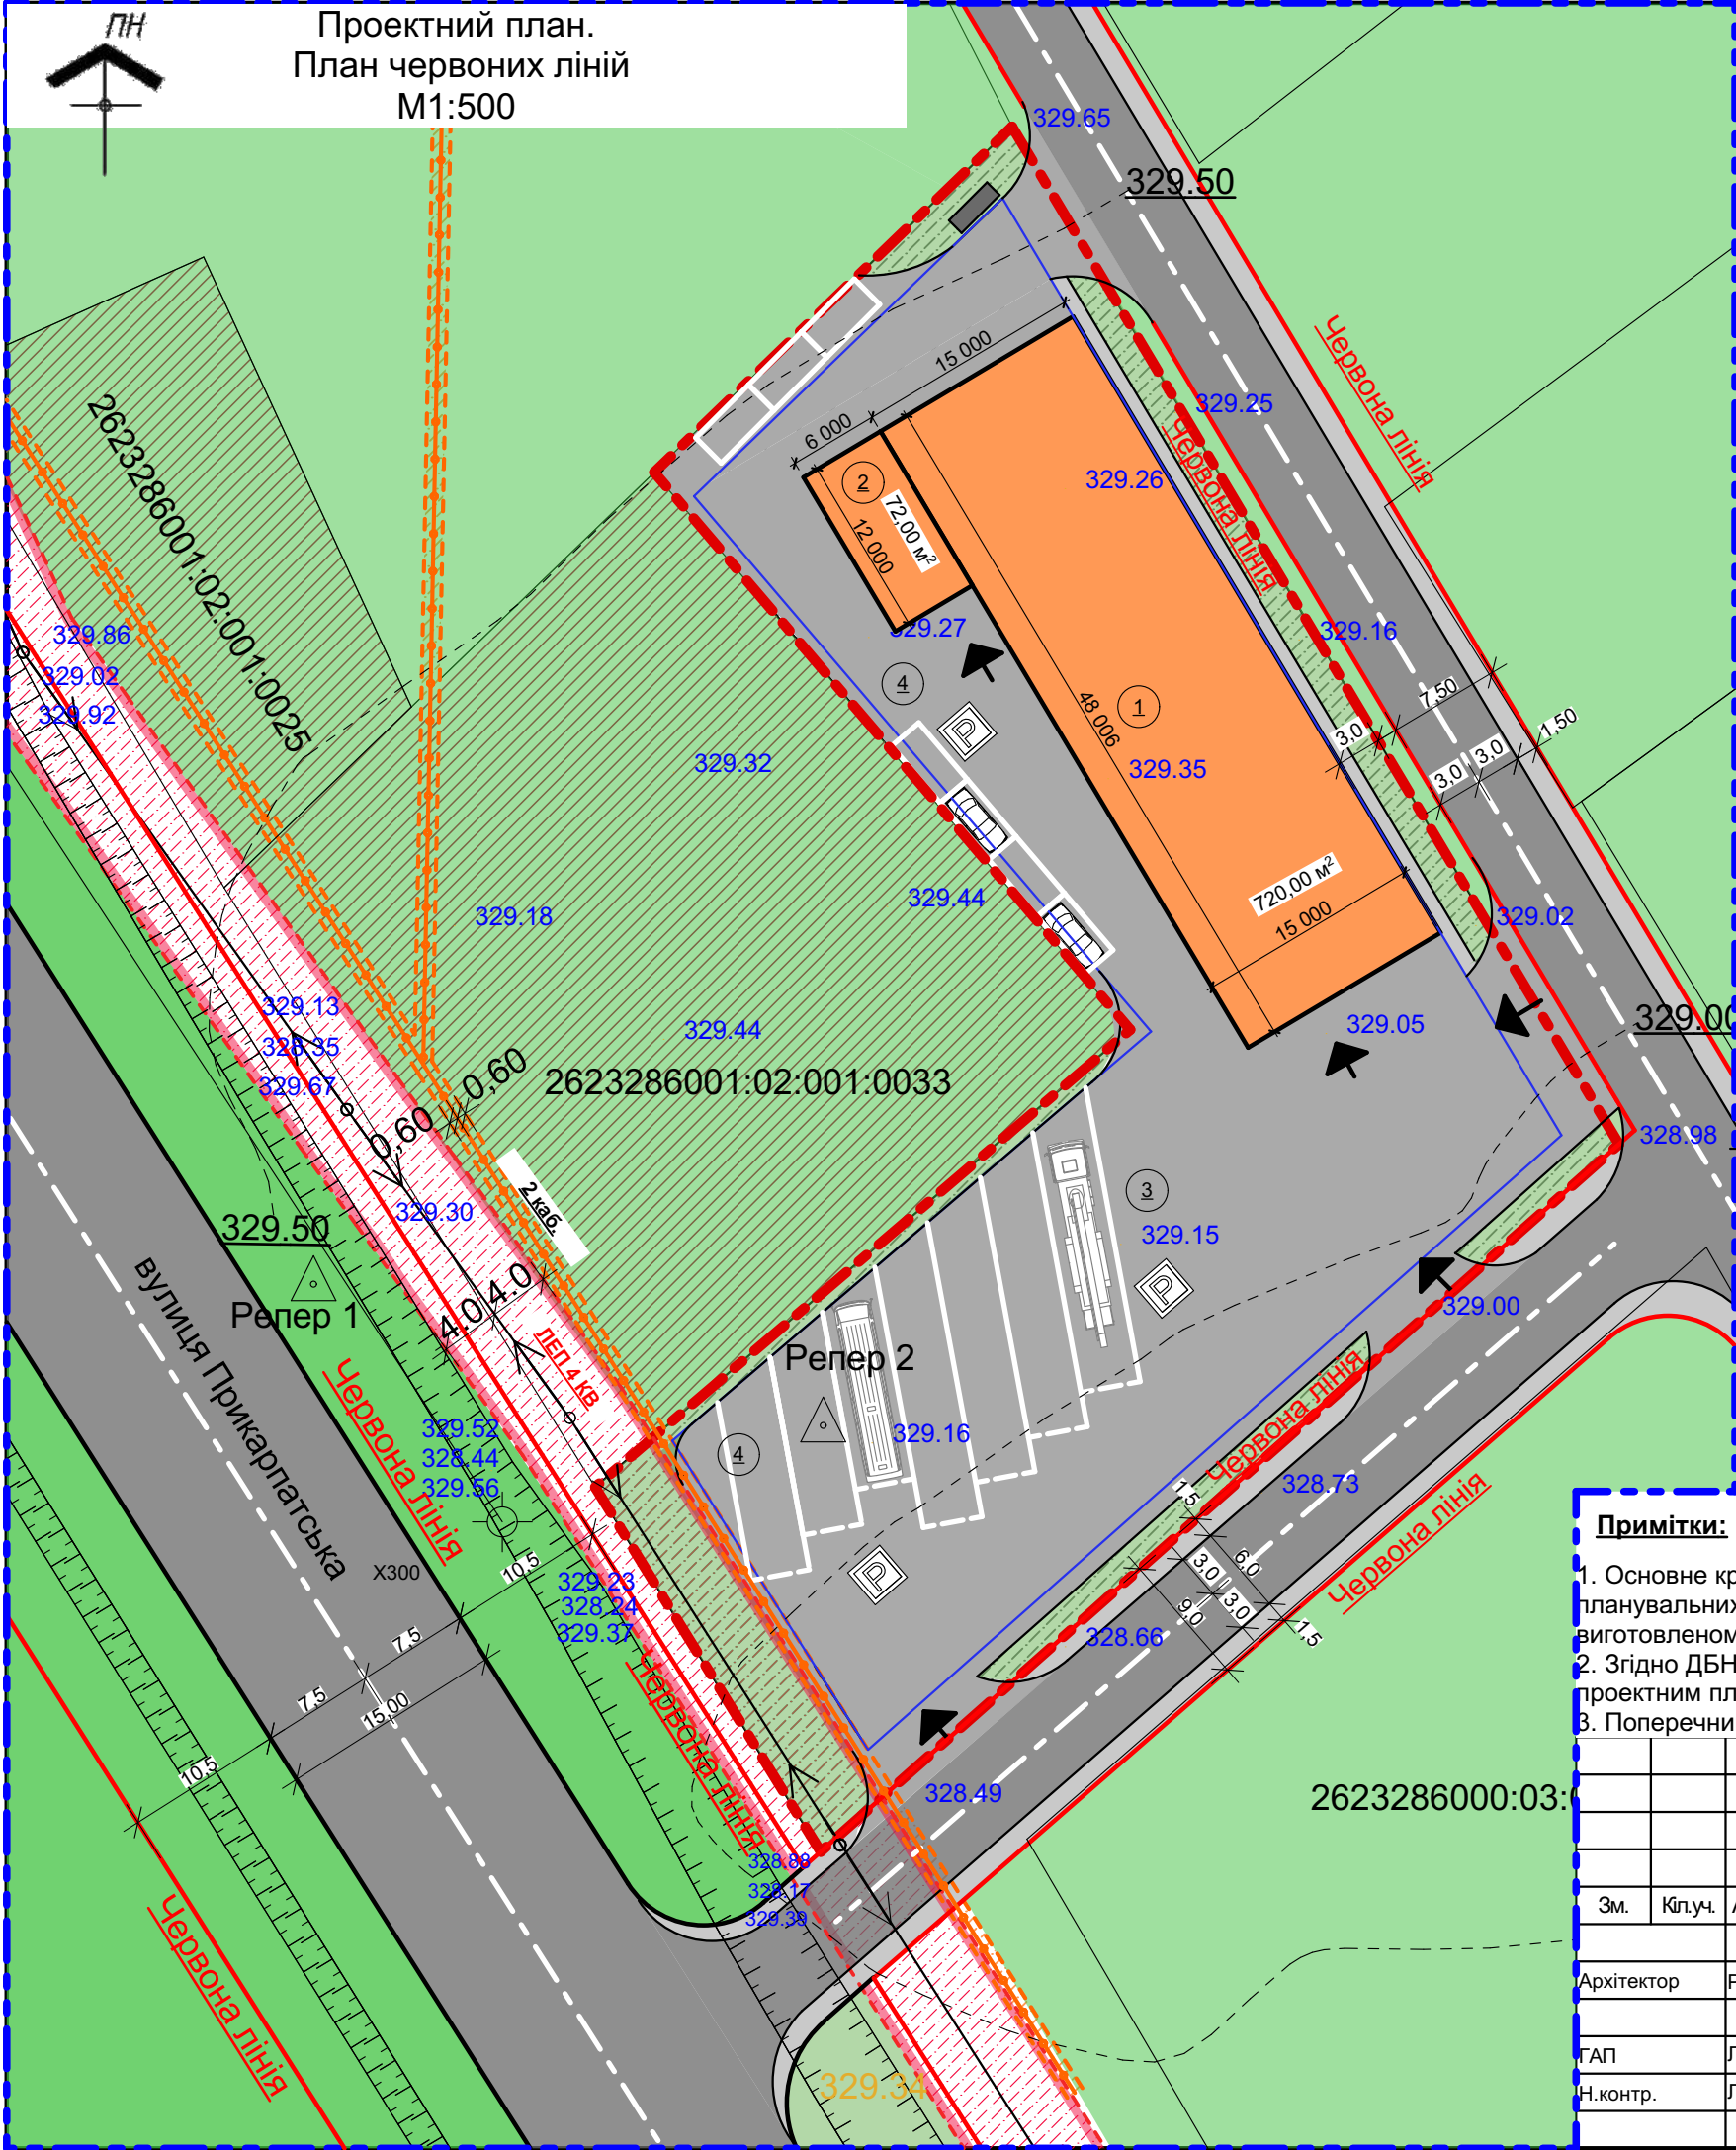 ПН
Проектний план.
План червоних ліній
М1:500
329.65
329.50
Червона лінія
15 000
6 000
329.25
Червона лінія
329.26
2
72,00 м²
12 000
2623286001:02:001:0025
329.86
329.02
329.92
329.27
329.16
4
1
48 006
7,50
3,0
1,50
3,0
3,0
329.32
P
329.35
720,00 м²
15 000
329.44
329.18
329.02
329.13
328.35
329.67
329.44
329.05
329.00
0,60
0,60
2623286001:02:001:0033
328.98
2 каб.
3
329.30
329.50
329.15
P
вулиця Прикарпатська
Репер 1
4.0
4.0
ЛЕП 4 КВ
329.00
Репер 2
Червона лінія
Червона лінія
329.52
328.44
329.56
329.16
4
328.73
1,5
Червона лінія
X300
10,5
P
6,0
3,0
3,0
9,0
1,5
329.23
328.24
329.37
328.66
7,5
7,5
15,00
10,5
Червона лінія
328.49
2623286000:03:
328.88
328.17
329.39
Червона лінія
329.34
Примітки:
1. Основне кр
планувальних
виготовленом
2. Згідно ДБН
проектним пл
3. Поперечни
Зм.
Кіл.уч.
Архітектор
ГАП
Н.контр.